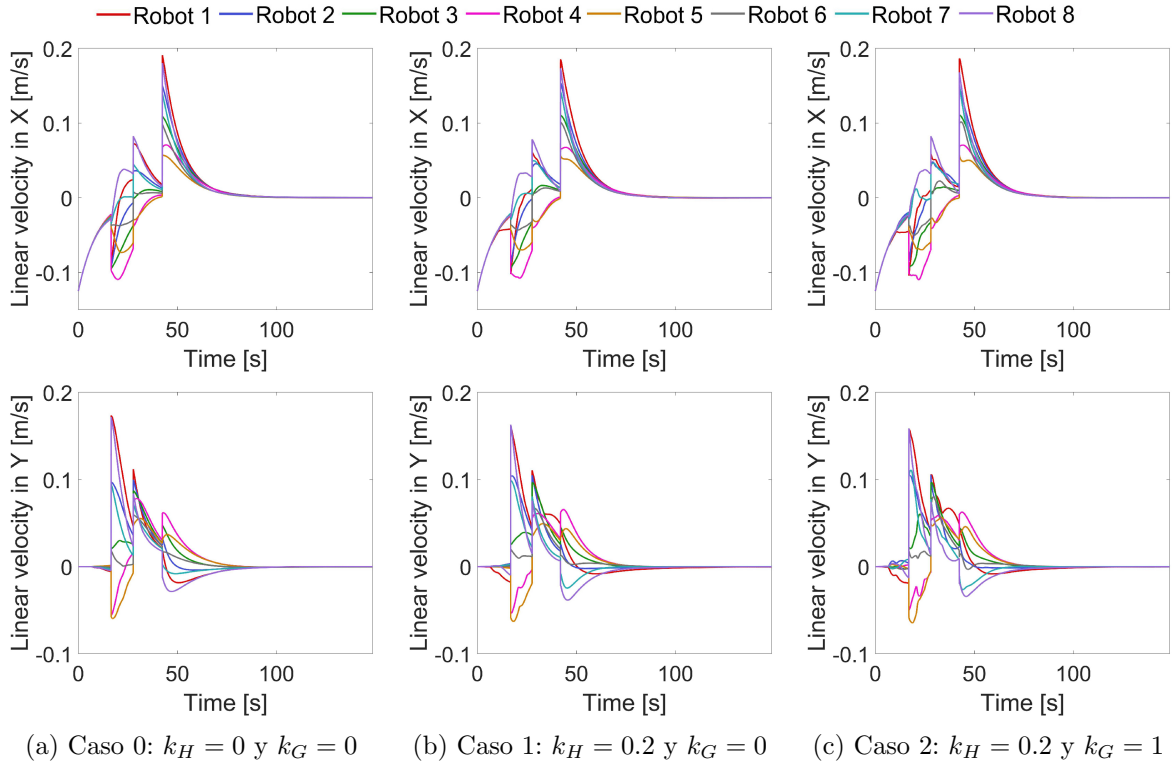 Robot 1 Robot 2 Robot 3 Robot 4 Robot 5 Robot 6 Robot 7 Robot 8
Linear velocity in X [m/s]
0.2
0.1
0
-0.1
0 50 100
Time [s]
Linear velocity in X [m/s]
0.2
0.1
0
-0.1
0 50 100
Time [s]
Linear velocity in X [m/s]
0.2
0.1
0
-0.1
0 50 100
Time [s]
Linear velocity in Y [m/s]
0.2
0.1
0
-0.1
0 50 100
Time [s]
Linear velocity in Y [m/s]
0.2
0.1
0
-0.1
0 50 100
Time [s]
Linear velocity in Y [m/s]
0.2
0.1
0
-0.1
0 50 100
Time [s]
(a) Caso 0: k_H = 0 y k_G = 0
(b) Caso 1: k_H = 0.2 y k_G = 0
(c) Caso 2: k_H = 0.2 y k_G = 1